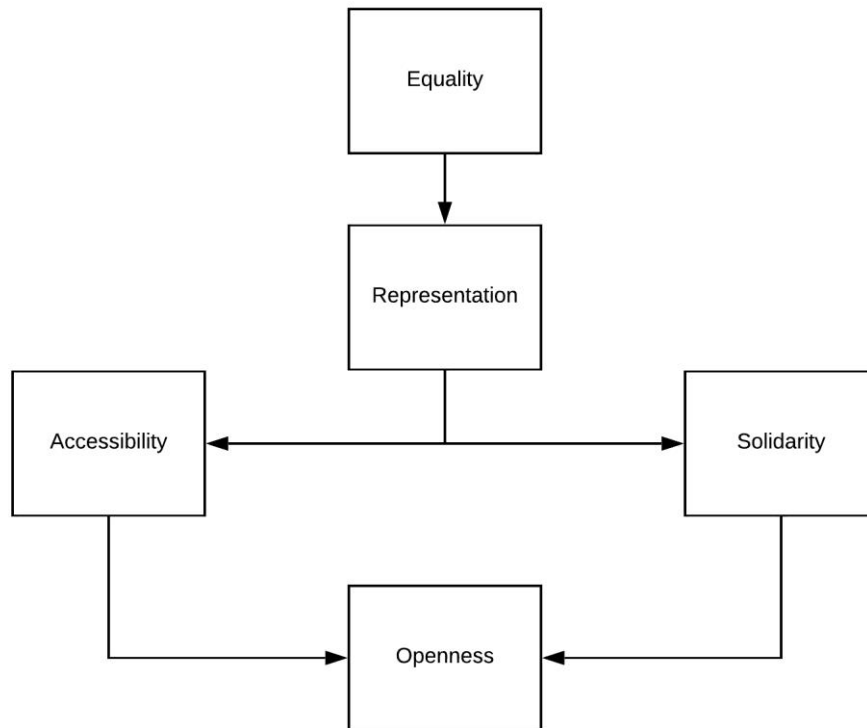 Equality
Representation
Accessibility
Solidarity
Openness